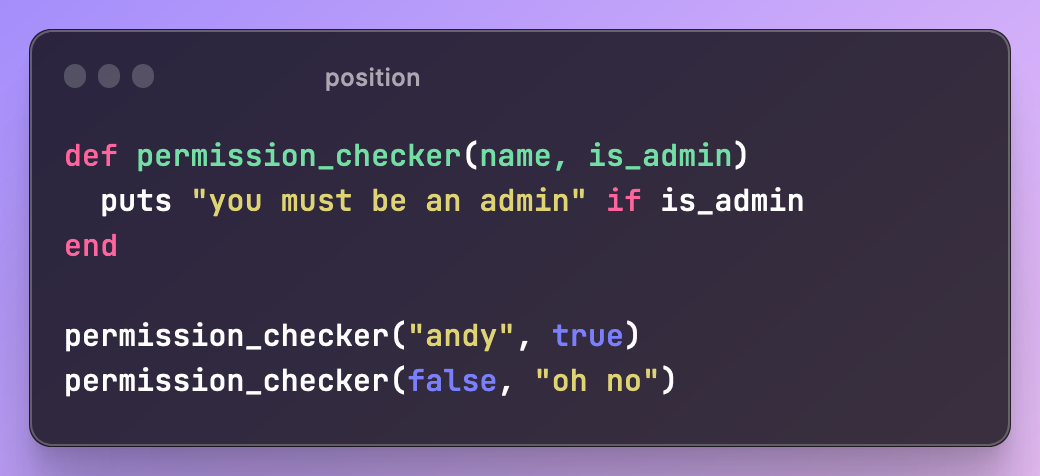 position
def permission_checker(name, is_admin)
  puts "you must be an admin" if is_admin
end
permission_checker("andy", true)
permission_checker(false, "oh no")